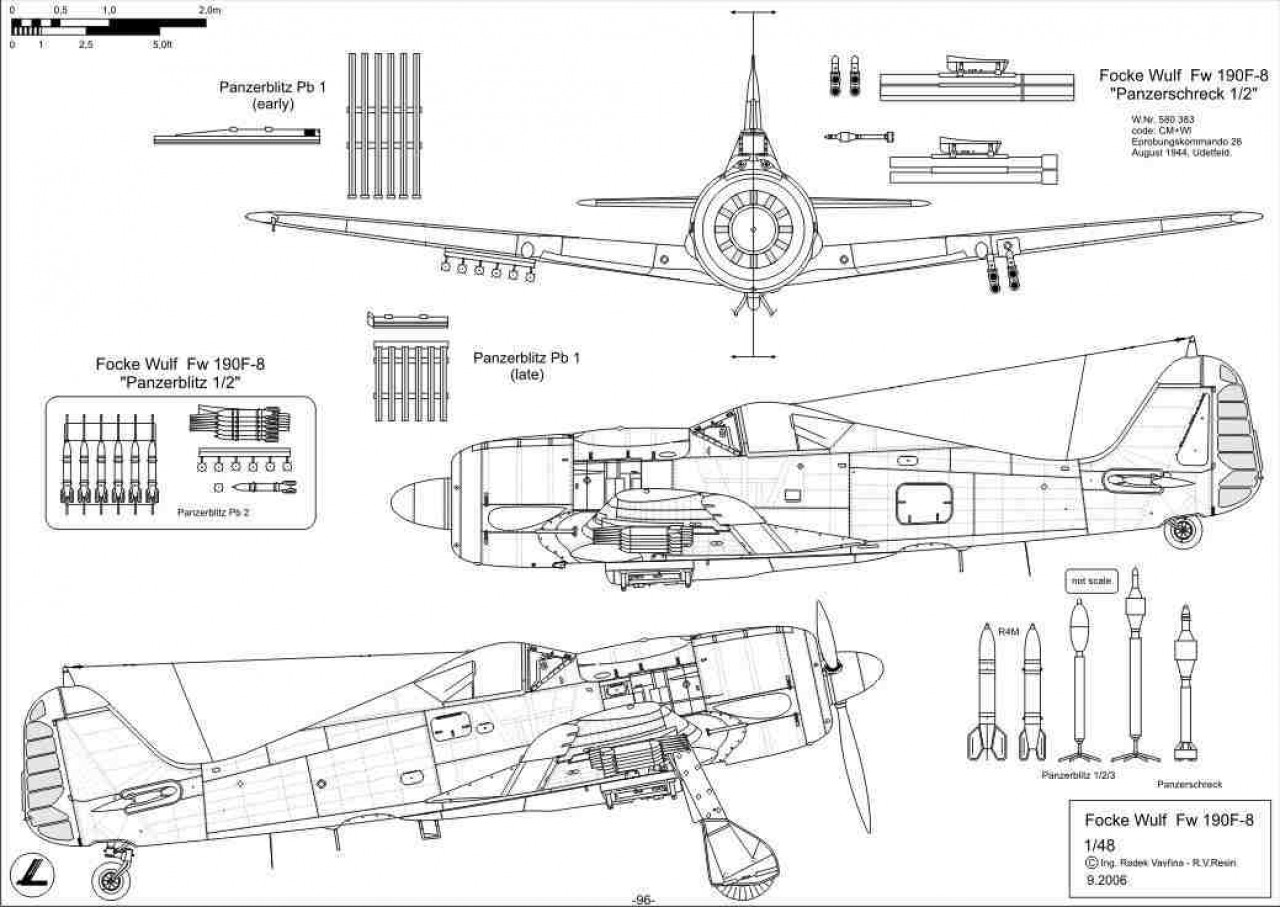 0 0,5 1,0 2,0m
0 1 2,5 5,0ft
Panzerblitz Pb 1
(early)
Focke Wulf Fw 190F-8
"Panzerschreck 1/2"
W.Nr. 580 383
code: CM+WI
Eprobungskommando 26
August 1944, Udetfeld.
Panzerblitz Pb 1
(late)
Focke Wulf Fw 190F-8
"Panzerblitz 1/2"
Panzerblitz Pb 2
not scale
R4M
Panzerblitz 1/2/3
Panzerschreck
Focke Wulf Fw 190F-8
1/48
© Ing. Radek Vavřina - R.V.Resin
9.2006
-96-